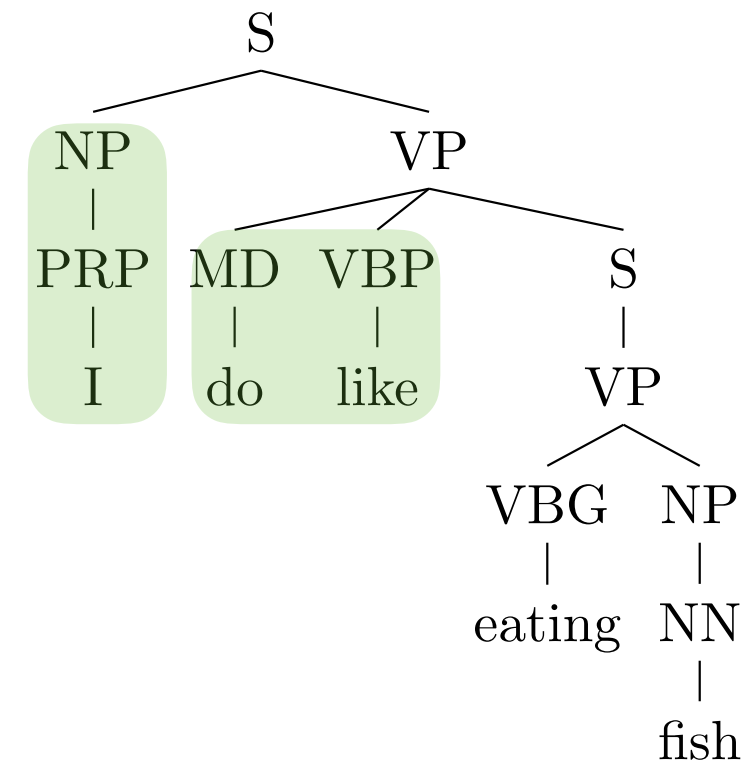 S
NP VP
PRP MD VBP S
I do like VP
VBG NP
eating NN
fish